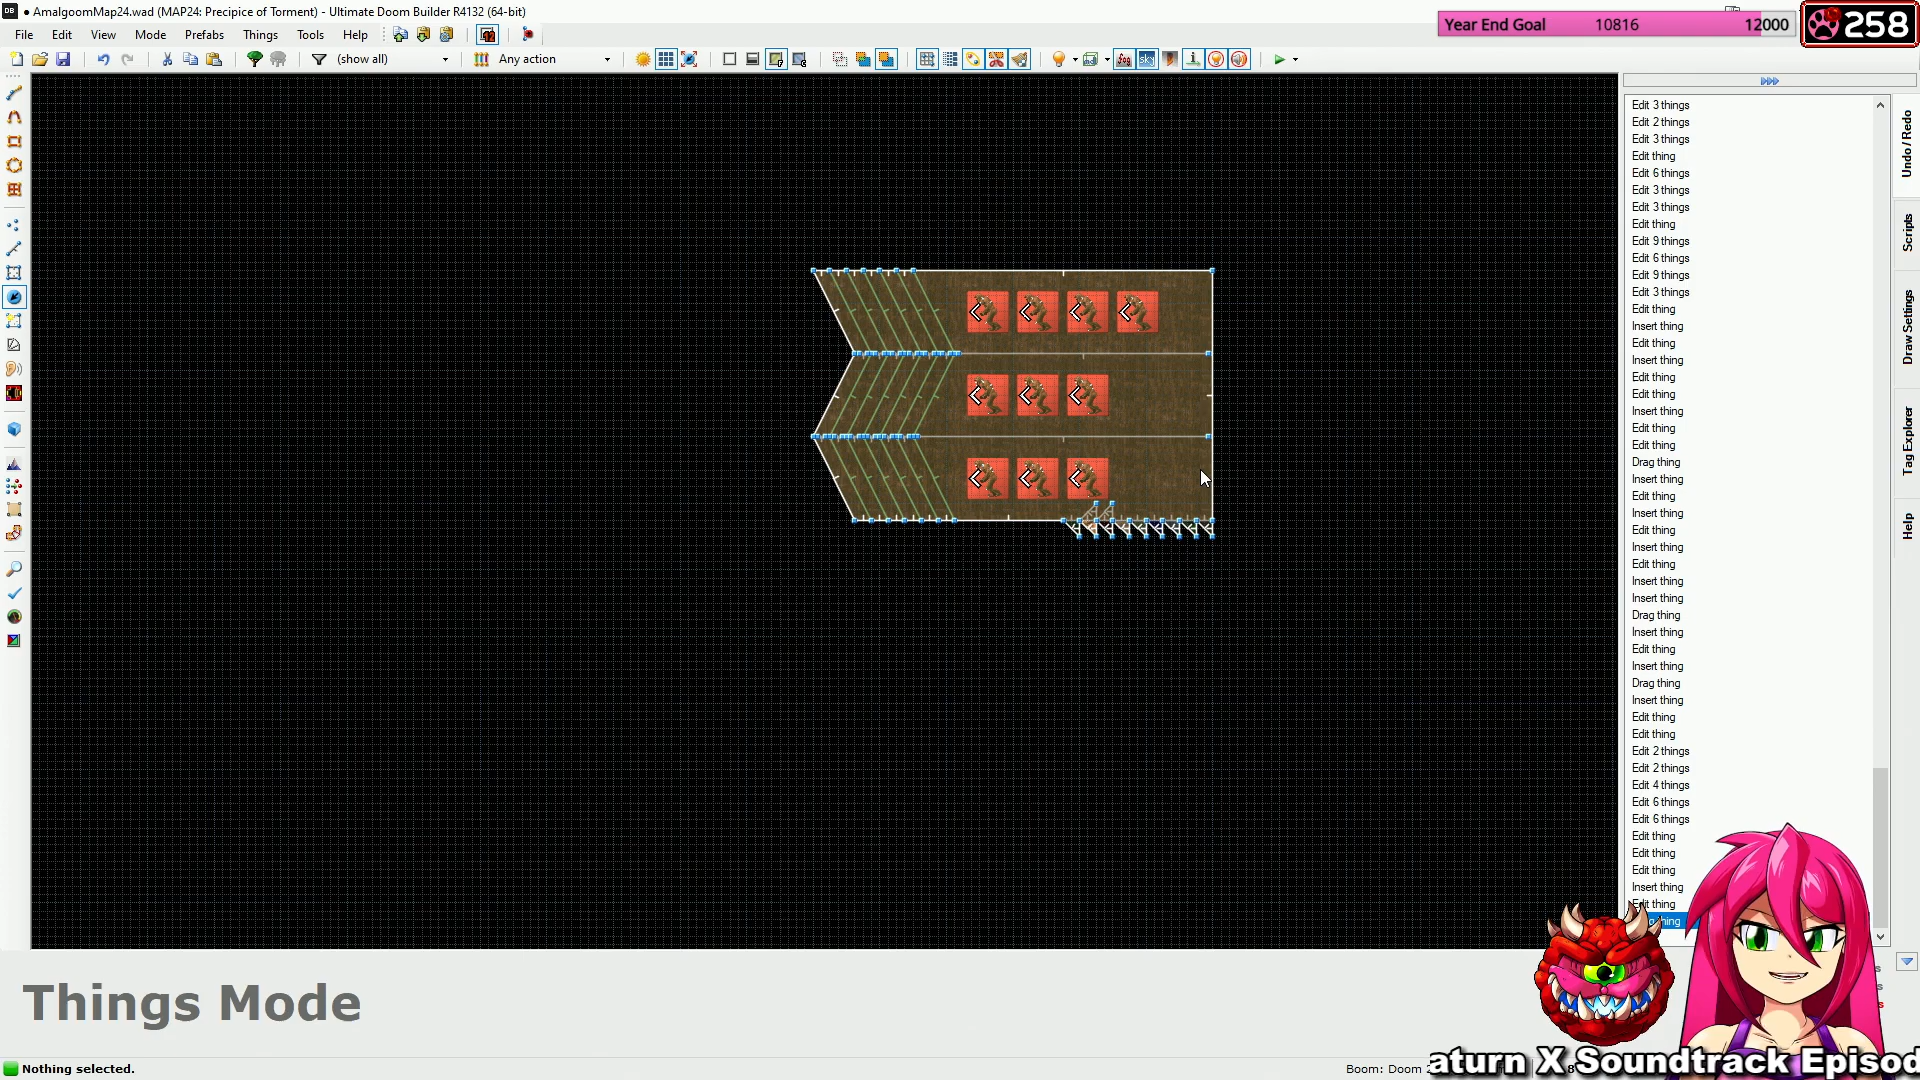 AmalgoomMap24.wad (MAP24: Precipice of Torment) - Ultimate Doom Builder R4132 (64-bit)
Year End Goal 10816 12000
258
File Edit View Mode Prefabs Things Tools Help
(show all) Any action
Edit 3 things
Edit 2 things
Edit 3 things
Edit thing
Edit 6 things
Edit 3 things
Edit 3 things
Edit thing
Edit 9 things
Edit 6 things
Edit 9 things
Edit 3 things
Edit thing
Insert thing
Edit thing
Insert thing
Edit thing
Edit thing
Insert thing
Edit thing
Edit thing
Drag thing
Insert thing
Edit thing
Insert thing
Edit thing
Insert thing
Edit thing
Insert thing
Insert thing
Drag thing
Insert thing
Edit thing
Insert thing
Drag thing
Insert thing
Edit thing
Edit thing
Edit 2 things
Edit 2 things
Edit 4 things
Edit 6 things
Edit 6 things
Edit thing
Edit thing
Edit thing
Insert thing
Edit thing
thing
Undo / Redo
Scripts
Draw Settings
Tag Explorer
Help
Things Mode
Nothing selected.
Boom: Doom
aturn X Soundtrack Episod